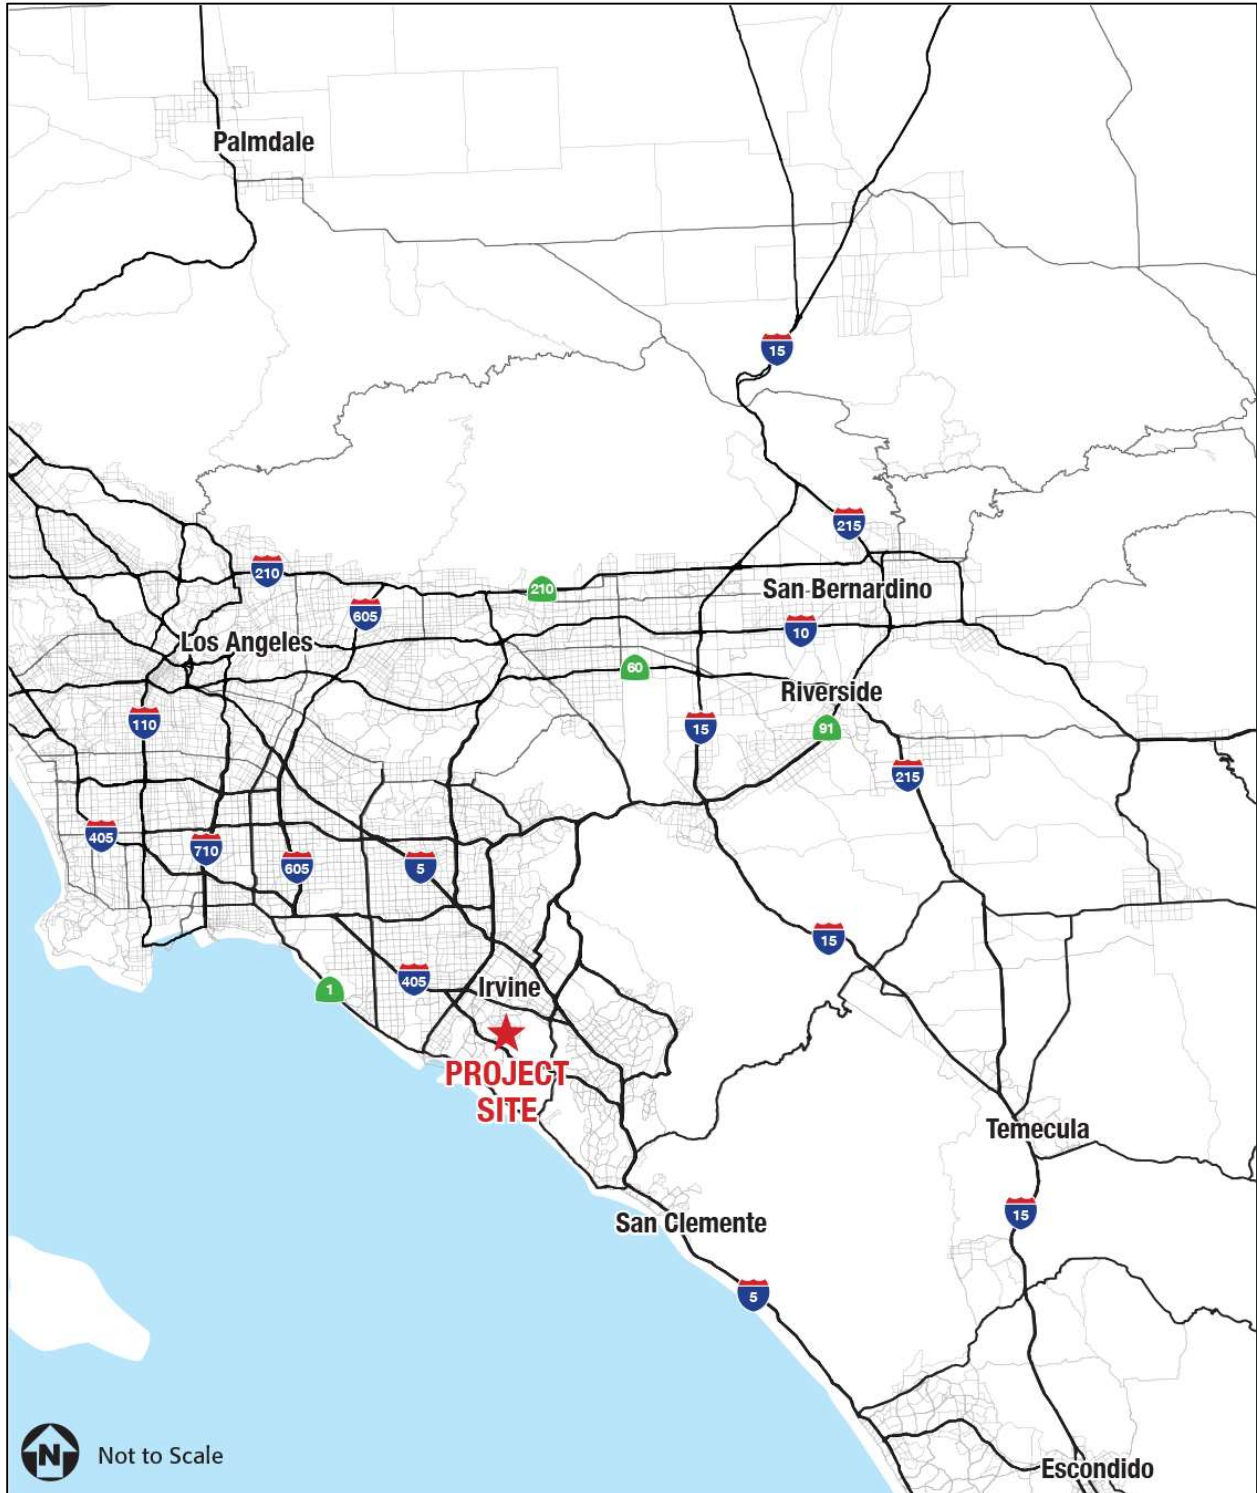 Palmdale
15
215
210
210
San Bernardino
605
10
Los Angeles
60
Riverside
110
15
91
215
405
710
605
5
15
405
Irvine
1
PROJECT
SITE
Temecula
15
San Clemente
5
N
Not to Scale
Escondido